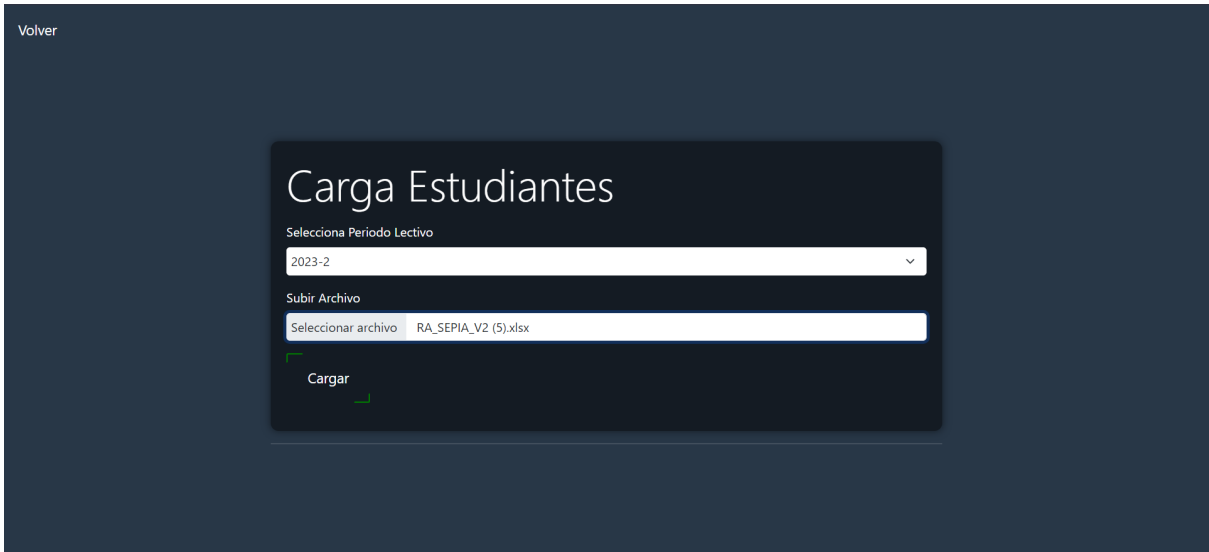 Volver
Carga Estudiantes
Selecciona Periodo Lectivo
2023-2
Subir Archivo
Seleccionar archivo RA_SEPIA_V2 (5).xlsx
Cargar